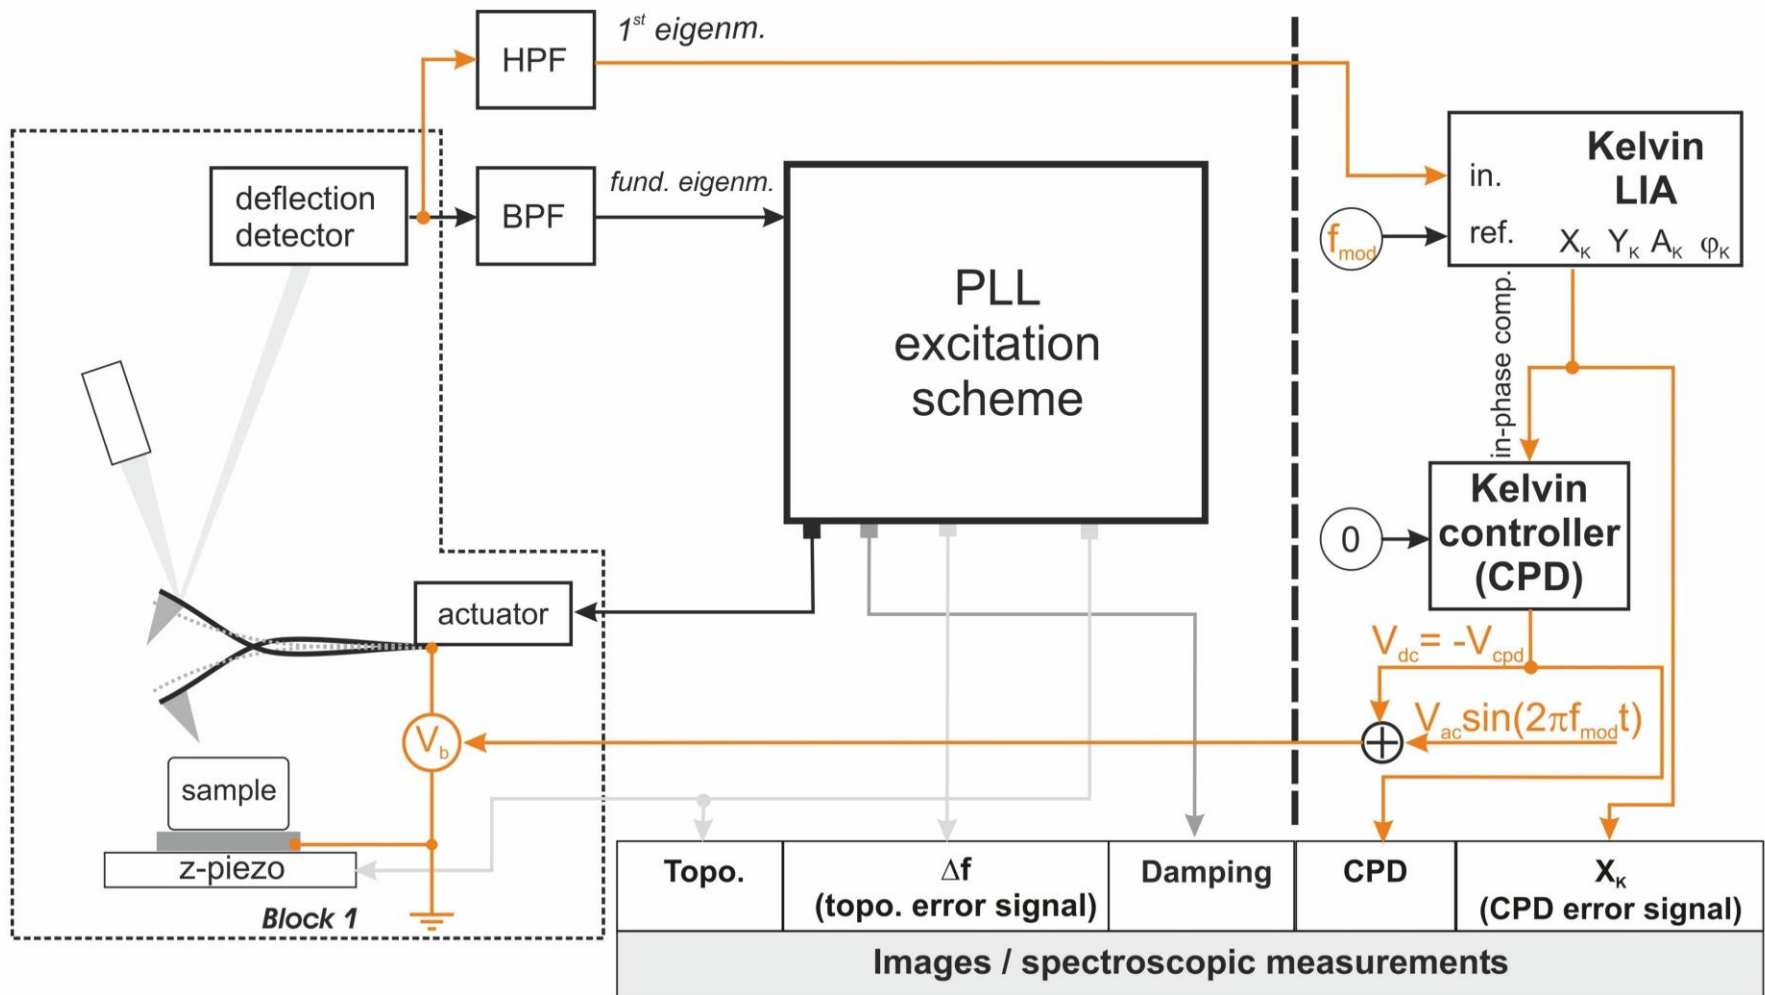 HPF
1st eigenm.
deflection
detector
BPF
fund. eigenm.
PLL
excitation
scheme
Kelvin
LIA
in.
ref.
fmod
XK YK AK φK
in-phase comp.
Kelvin
controller
(CPD)
0
actuator
Vdc= -Vcpd
Vacsin(2πfmodt)
Vb
sample
z-piezo
Block 1
Topo.
Δf
(topo. error signal)
Damping
CPD
XK
(CPD error signal)
Images / spectroscopic measurements